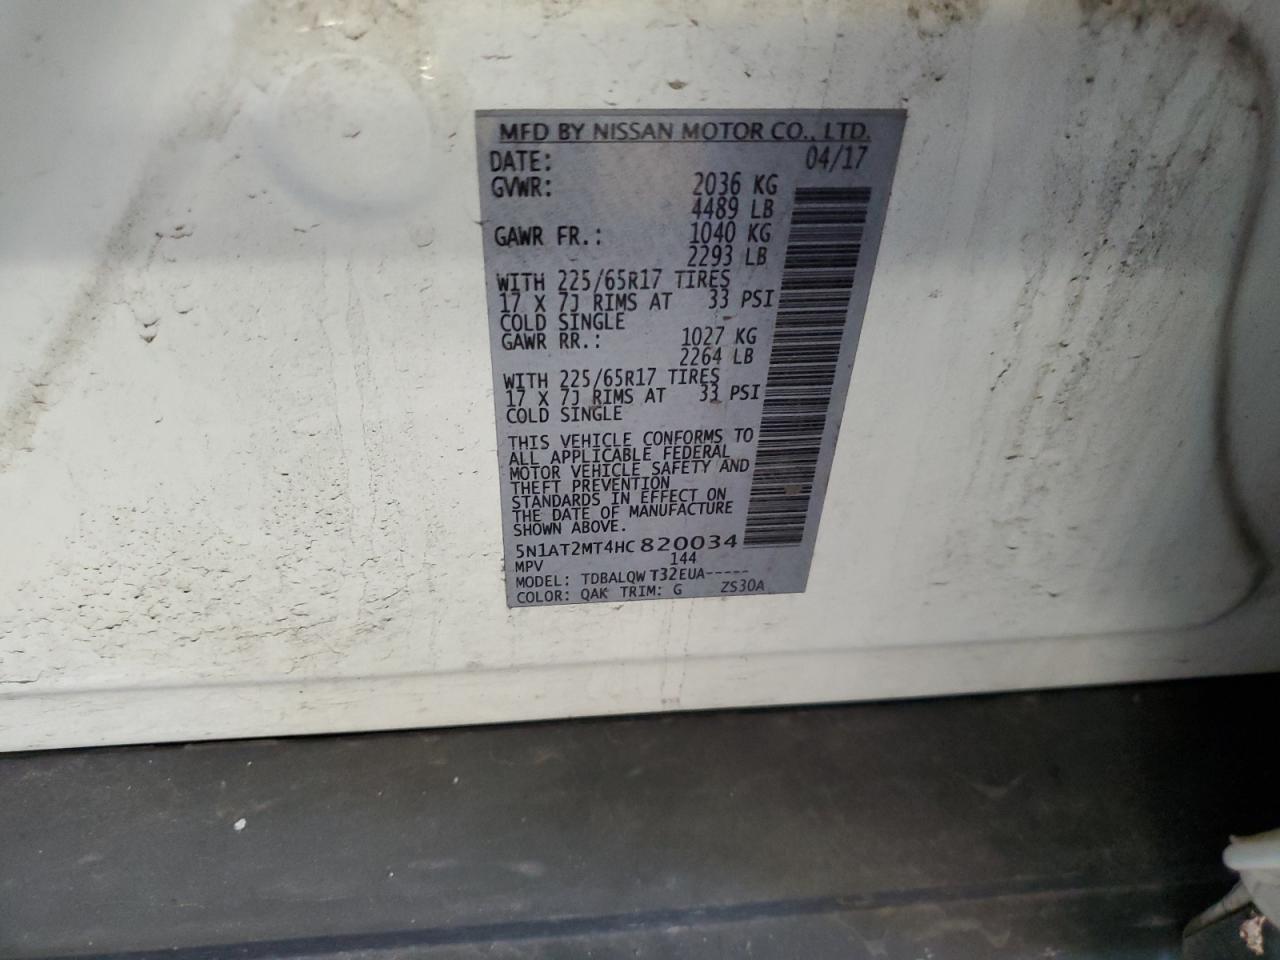 MFD BY NISSAN MOTOR CO., LTD.
DATE: 04/17
GVWR: 2036 KG
4489 LB
GAWR FR.: 1040 KG
2293 LB
WITH 225/65R17 TIRES
17 X 7J RIMS AT 33 PSI
COLD SINGLE
GAWR RR.: 1027 KG
2264 LB
WITH 225/65R17 TIRES
17 X 7J RIMS AT 33 PSI
COLD SINGLE
THIS VEHICLE CONFORMS TO
ALL APPLICABLE FEDERAL
MOTOR VEHICLE SAFETY AND
THEFT PREVENTION
STANDARDS IN EFFECT ON
THE DATE OF MANUFACTURE
SHOWN ABOVE.
5N1AT2MT4HC820034
MPV 144
MODEL: TDBALQW T32EUA-----
COLOR: QAK TRIM: G ZS30A